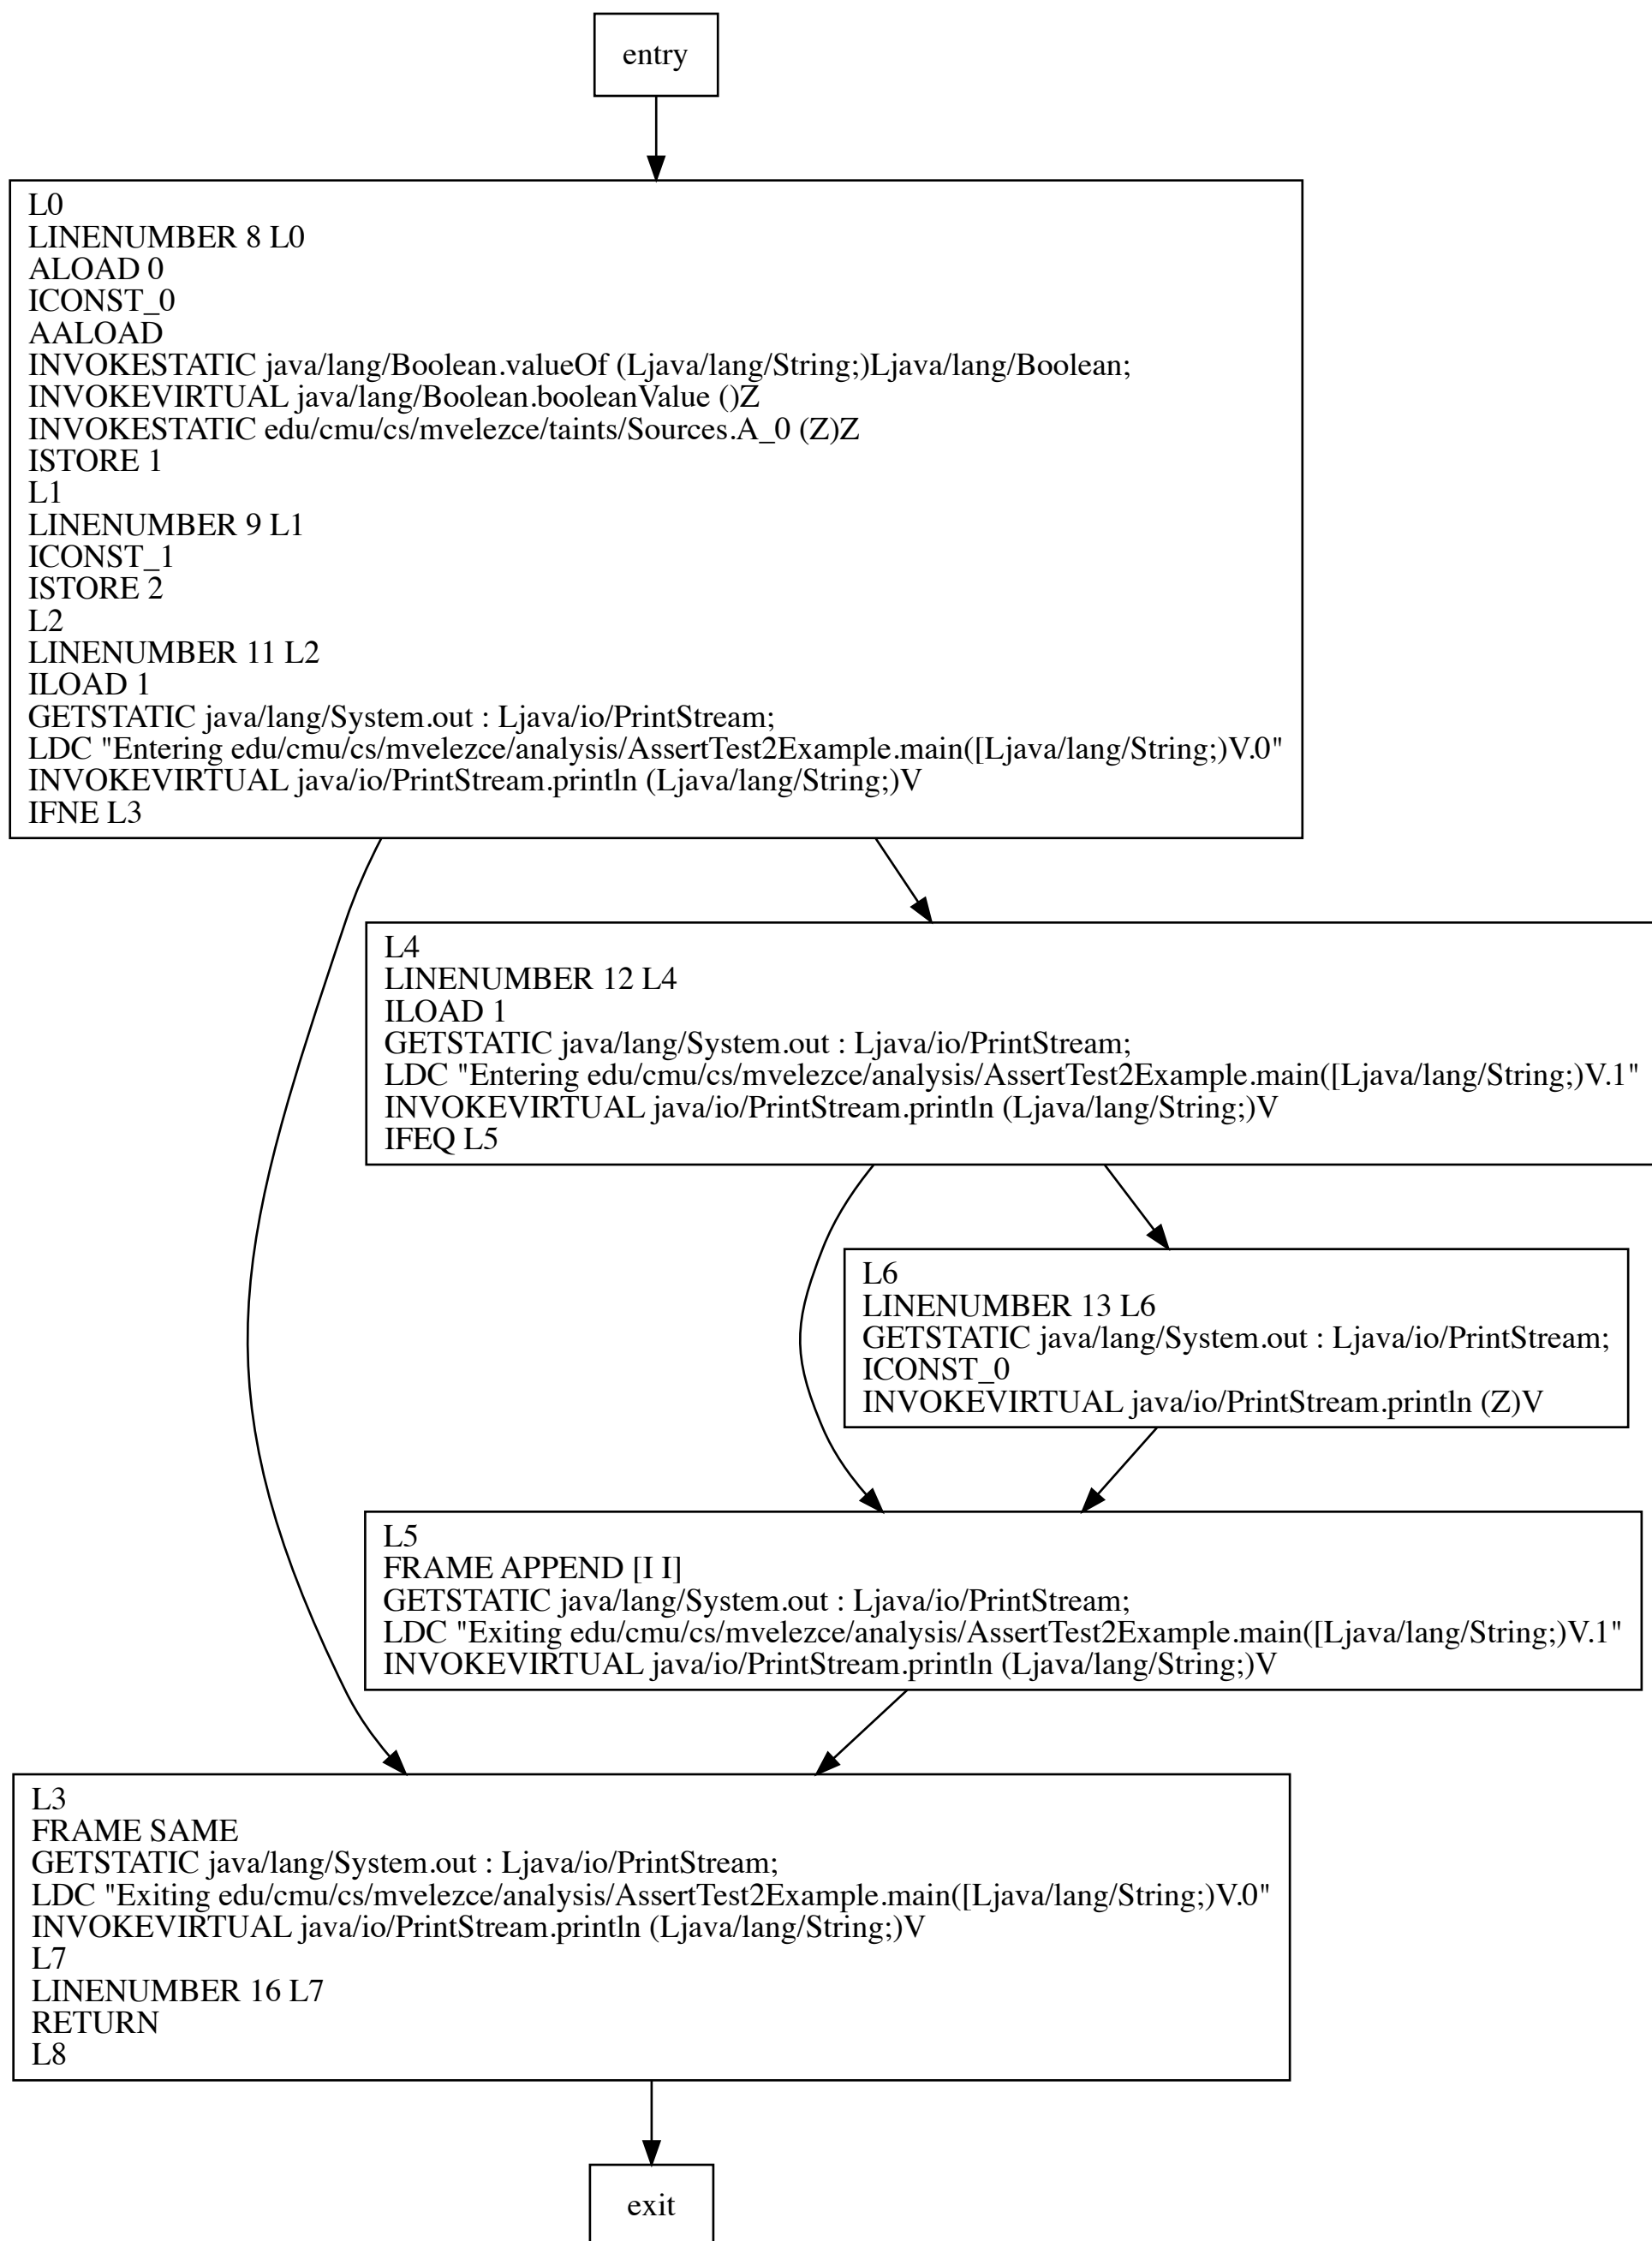 entry
L0
LINENUMBER 8 L0
ALOAD 0
ICONST_0
AALOAD
INVOKESTATIC java/lang/Boolean.valueOf (Ljava/lang/String;)Ljava/lang/Boolean;
INVOKEVIRTUAL java/lang/Boolean.booleanValue ()Z
INVOKESTATIC edu/cmu/cs/mvelezce/taints/Sources.A_0 (Z)Z
ISTORE 1
L1
LINENUMBER 9 L1
ICONST_1
ISTORE 2
L2
LINENUMBER 11 L2
ILOAD 1
GETSTATIC java/lang/System.out : Ljava/io/PrintStream;
LDC "Entering edu/cmu/cs/mvelezce/analysis/AssertTest2Example.main([Ljava/lang/String;)V.0"
INVOKEVIRTUAL java/io/PrintStream.println (Ljava/lang/String;)V
IFNE L3
L4
LINENUMBER 12 L4
ILOAD 1
GETSTATIC java/lang/System.out : Ljava/io/PrintStream;
LDC "Entering edu/cmu/cs/mvelezce/analysis/AssertTest2Example.main([Ljava/lang/String;)V.1"
INVOKEVIRTUAL java/io/PrintStream.println (Ljava/lang/String;)V
IFEQ L5
L6
LINENUMBER 13 L6
GETSTATIC java/lang/System.out : Ljava/io/PrintStream;
ICONST_0
INVOKEVIRTUAL java/io/PrintStream.println (Z)V
L5
FRAME APPEND [I I]
GETSTATIC java/lang/System.out : Ljava/io/PrintStream;
LDC "Exiting edu/cmu/cs/mvelezce/analysis/AssertTest2Example.main([Ljava/lang/String;)V.1"
INVOKEVIRTUAL java/io/PrintStream.println (Ljava/lang/String;)V
L3
FRAME SAME
GETSTATIC java/lang/System.out : Ljava/io/PrintStream;
LDC "Exiting edu/cmu/cs/mvelezce/analysis/AssertTest2Example.main([Ljava/lang/String;)V.0"
INVOKEVIRTUAL java/io/PrintStream.println (Ljava/lang/String;)V
L7
LINENUMBER 16 L7
RETURN
L8
exit